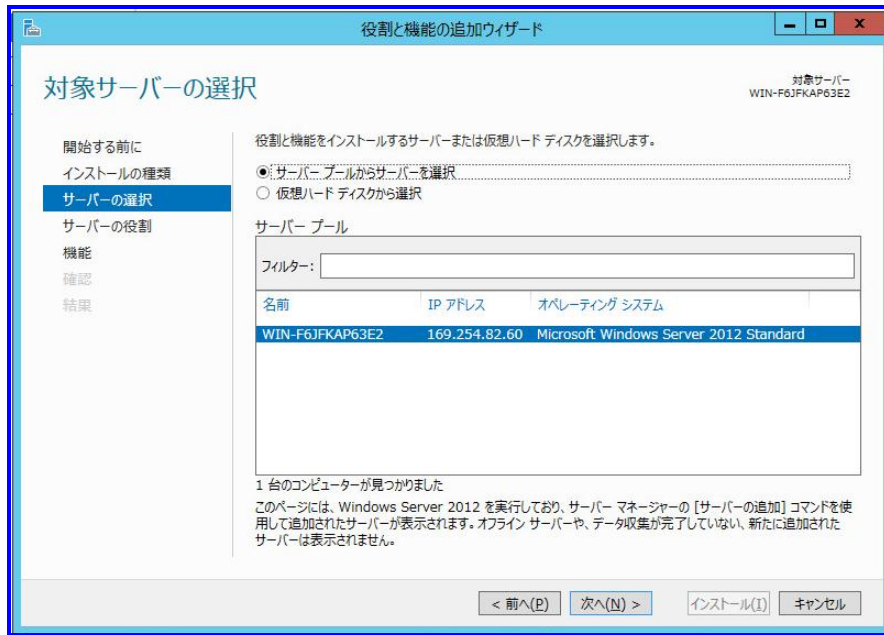 役割と機能の追加ウィザード
対象サーバーの選択
対象サーバー
WIN-F6JFKAP63E2
開始する前に
インストールの種類
サーバーの選択
サーバーの役割
機能
確認
結果
役割と機能をインストールするサーバーまたは仮想ハード ディスクを選択します。
サーバー プールからサーバーを選択
仮想ハード ディスクから選択
サーバー プール
フィルター:
名前 IP アドレス オペレーティング システム
WIN-F6JFKAP63E2 169.254.82.60 Microsoft Windows Server 2012 Standard
1 台のコンピューターが見つかりました
このページには、Windows Server 2012 を実行しており、サーバー マネージャーの [サーバーの追加] コマンドを使
用して追加されたサーバーが表示されます。オフライン サーバーや、データ収集が完了していない、新たに追加された
サーバーは表示されません。
< 前へ(P) 次へ(N) > インストール(I) キャンセル